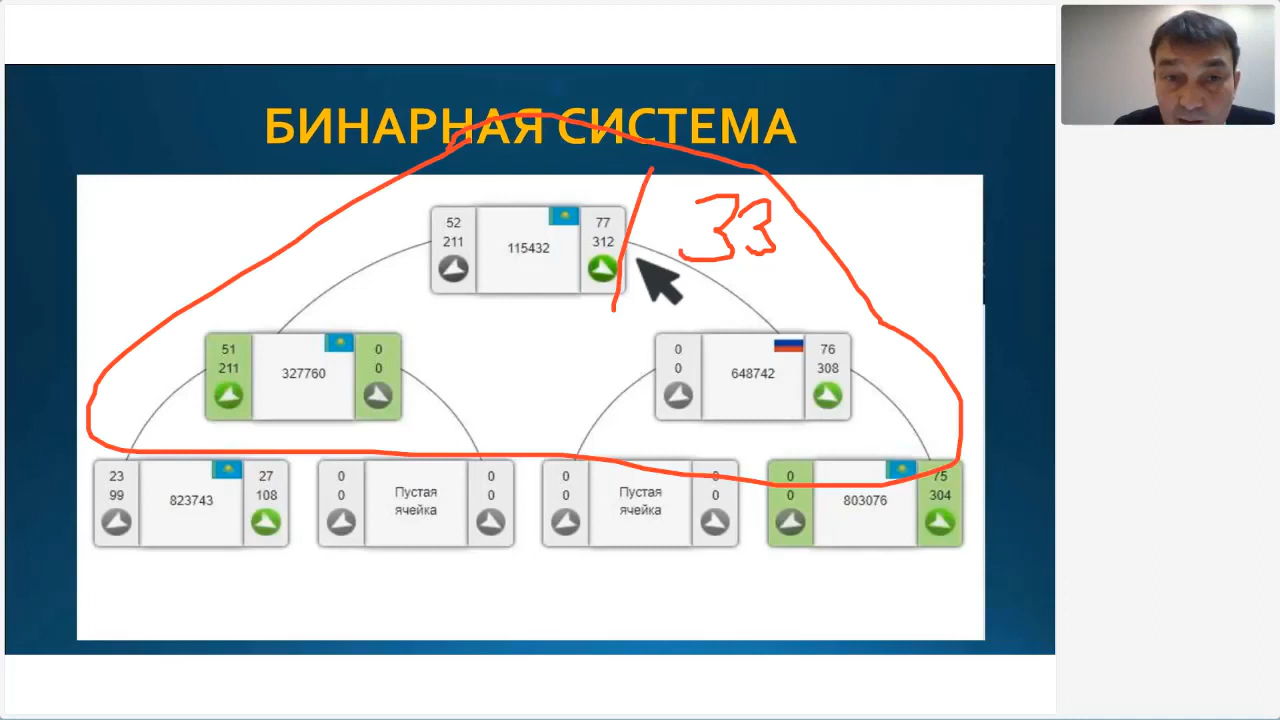 БИНАРНАЯ СИСТЕМА
52 77
211 115432 312
33
51 0
211 327760 0
0 76
0 648742 308
23 27
99 823743 108
0 Пустая 0
0 ячейка 0
0 Пустая 0
0 ячейка 0
0 75
0 803076 304